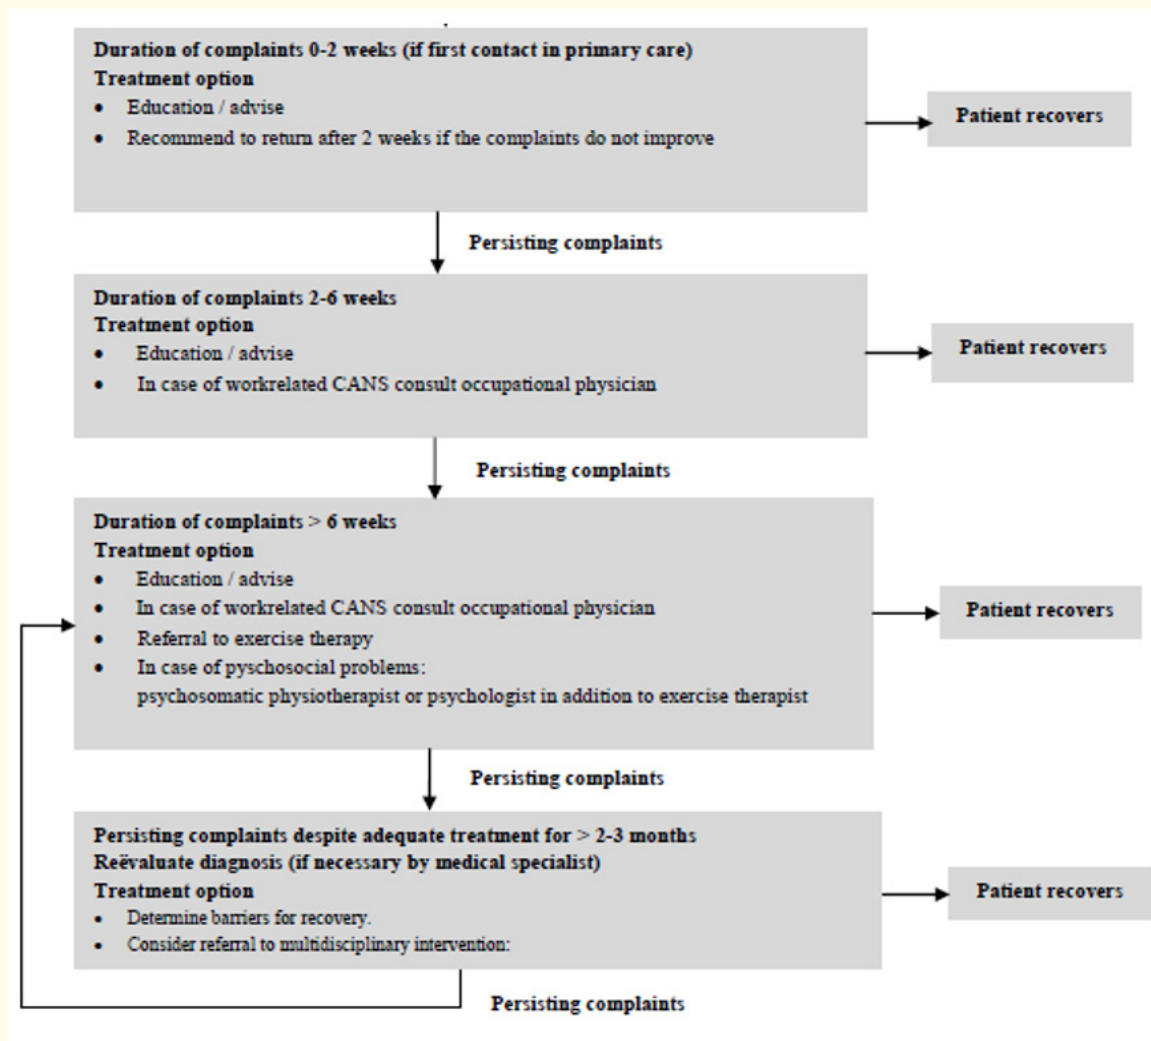 Duration of complaints 0-2 weeks (if first contact in primary care)
Treatment option
• Education / advise
• Recommend to return after 2 weeks if the complaints do not improve
Patient recovers
Persisting complaints
Duration of complaints 2-6 weeks
Treatment option
• Education / advise
• In case of workrelated CANS consult occupational physician
Patient recovers
Persisting complaints
Duration of complaints > 6 weeks
Treatment option
• Education / advise
• In case of workrelated CANS consult occupational physician
• Referral to exercise therapy
• In case of pyschosocial problems:
psychosomatic physiotherapist or psychologist in addition to exercise therapist
Patient recovers
Persisting complaints
Persisting complaints despite adequate treatment for > 2-3 months
Reëvaluate diagnosis (if necessary by medical specialist)
Treatment option
• Determine barriers for recovery.
• Consider referral to multidisciplinary intervention:
Patient recovers
Persisting complaints